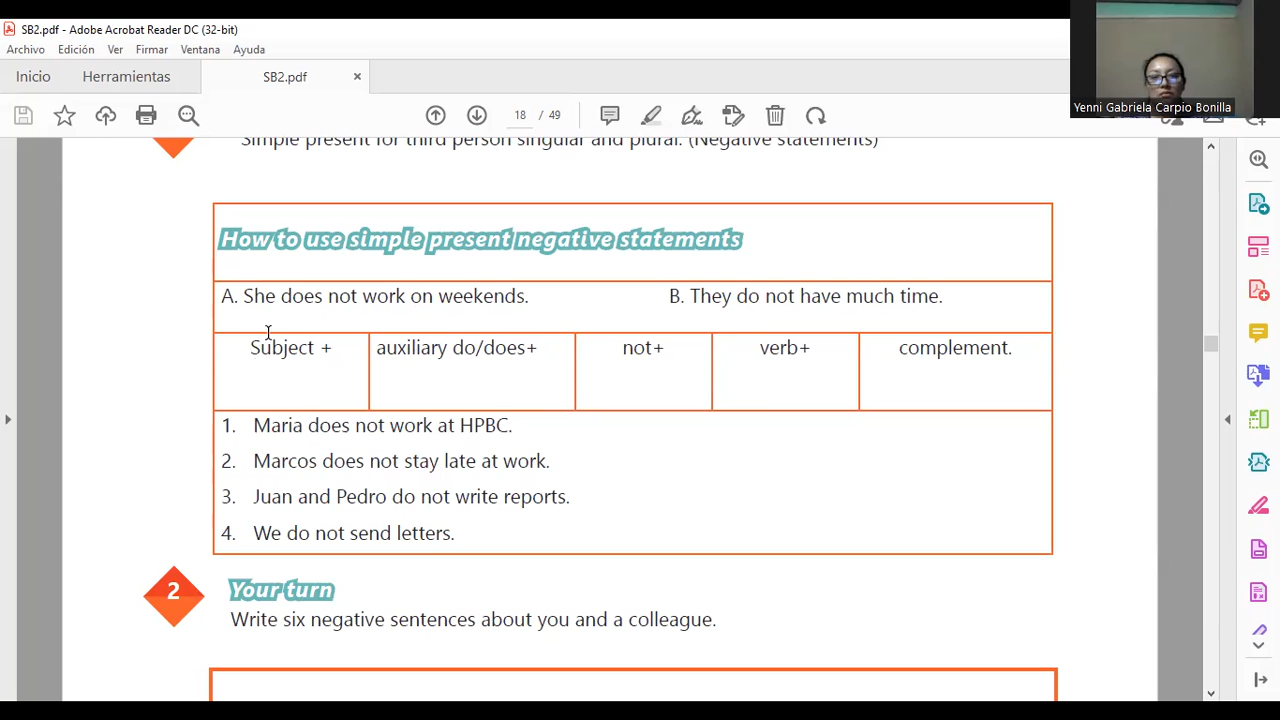 SB2.pdf - Adobe Acrobat Reader DC (32-bit)
Archivo Edición Ver Firmar Ventana Ayuda
Inicio Herramientas SB2.pdf ×
18 / 49
Yenni Gabriela Carpio Bonilla
Simple present for third person singular and plural. (Negative statements)
How to use simple present negative statements
A. She does not work on weekends. B. They do not have much time.
Subject + auxiliary do/does+ not+ verb+ complement.
1. Maria does not work at HPBC.
2. Marcos does not stay late at work.
3. Juan and Pedro do not write reports.
4. We do not send letters.
2 Your turn
Write six negative sentences about you and a colleague.